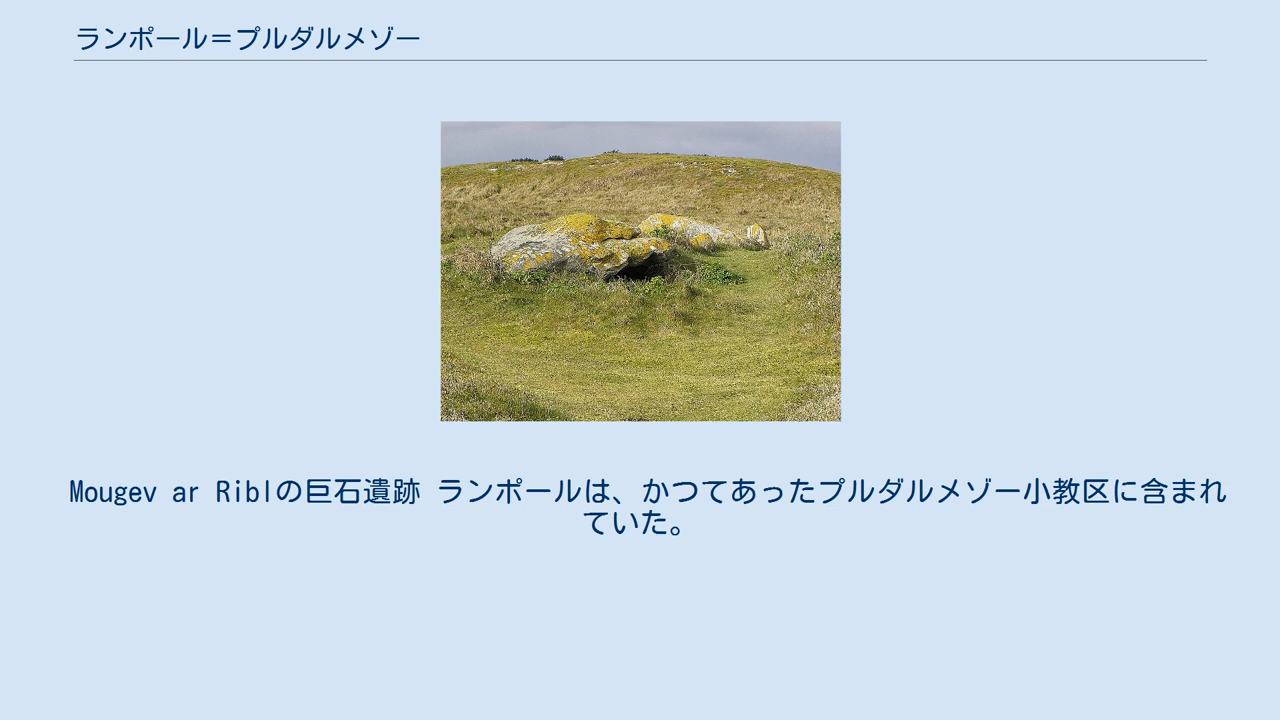 ランポール＝プルダルメゾー
Mougev ar Riblの巨石遺跡 ランポールは、かつてあったプルダルメゾー小教区に含まれ
ていた。